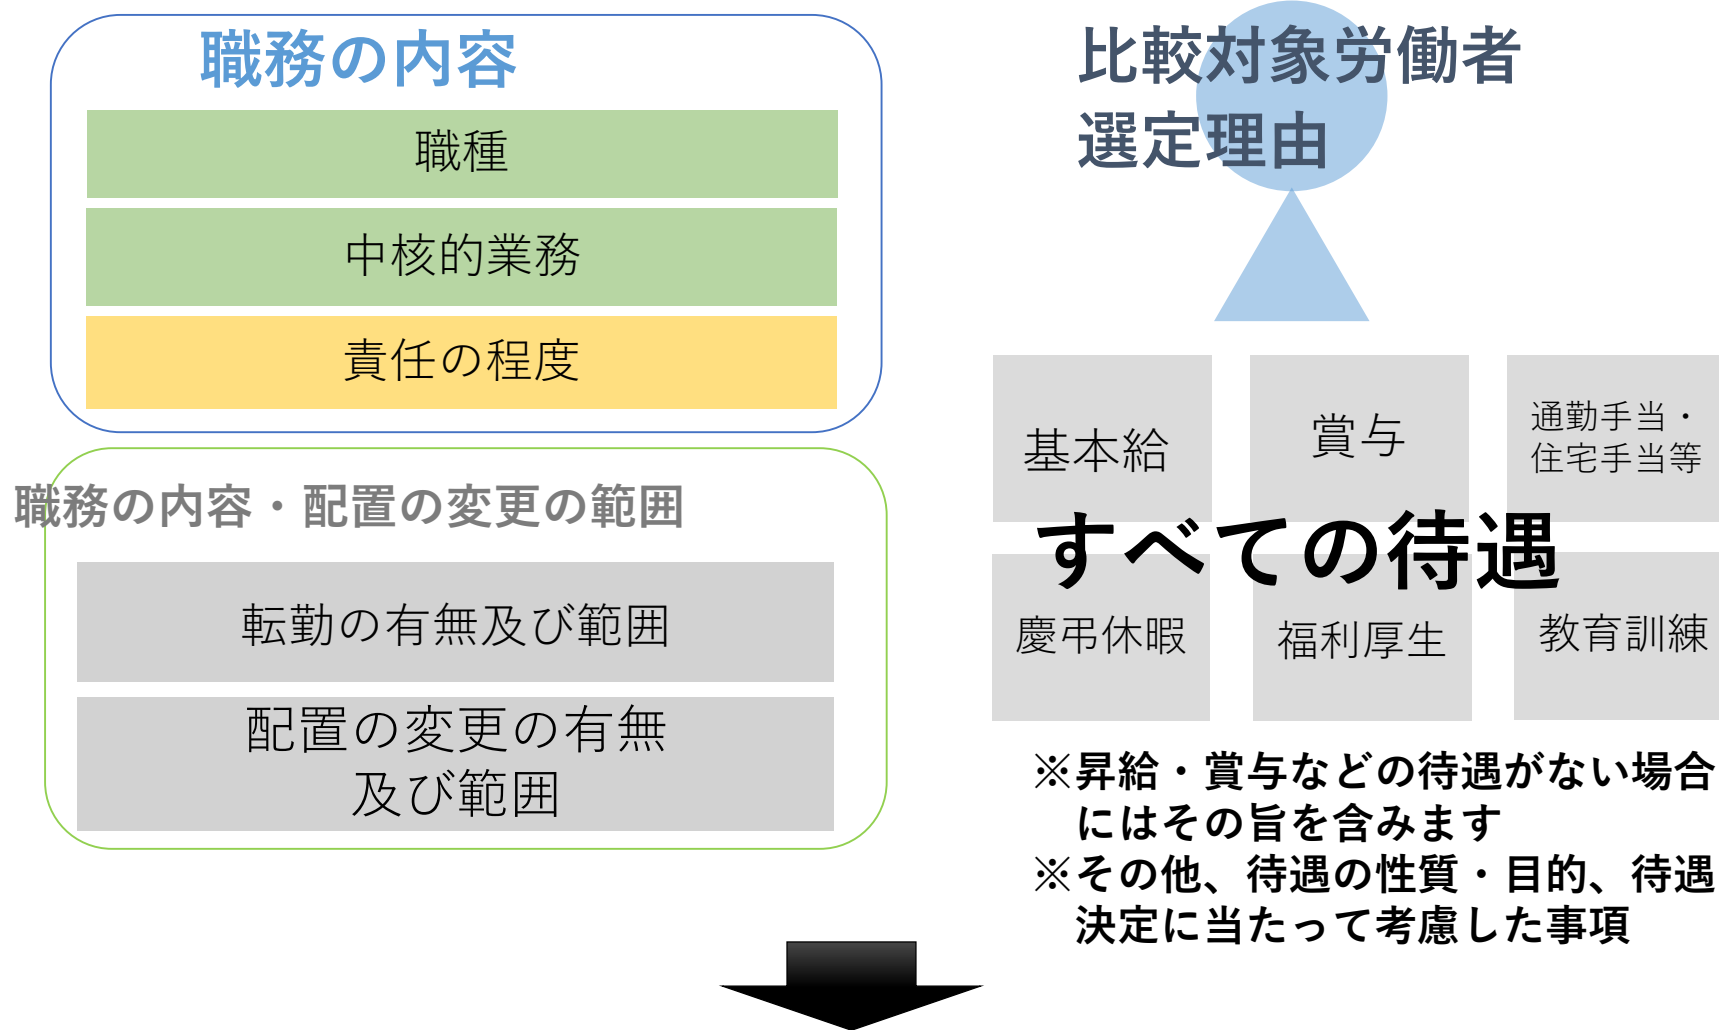 職務の内容
職種
中核的業務
責任の程度
職務の内容・配置の変更の範囲
転勤の有無及び範囲
配置の変更の有無
及び範囲
比較対象労働者
選定理由
基本給
賞与
通勤手当・
住宅手当等
すべての待遇
慶弔休暇
福利厚生
教育訓練
※昇給・賞与などの待遇がない場合
にはその旨を含みます
※その他、待遇の性質・目的、待遇
決定に当たって考慮した事項